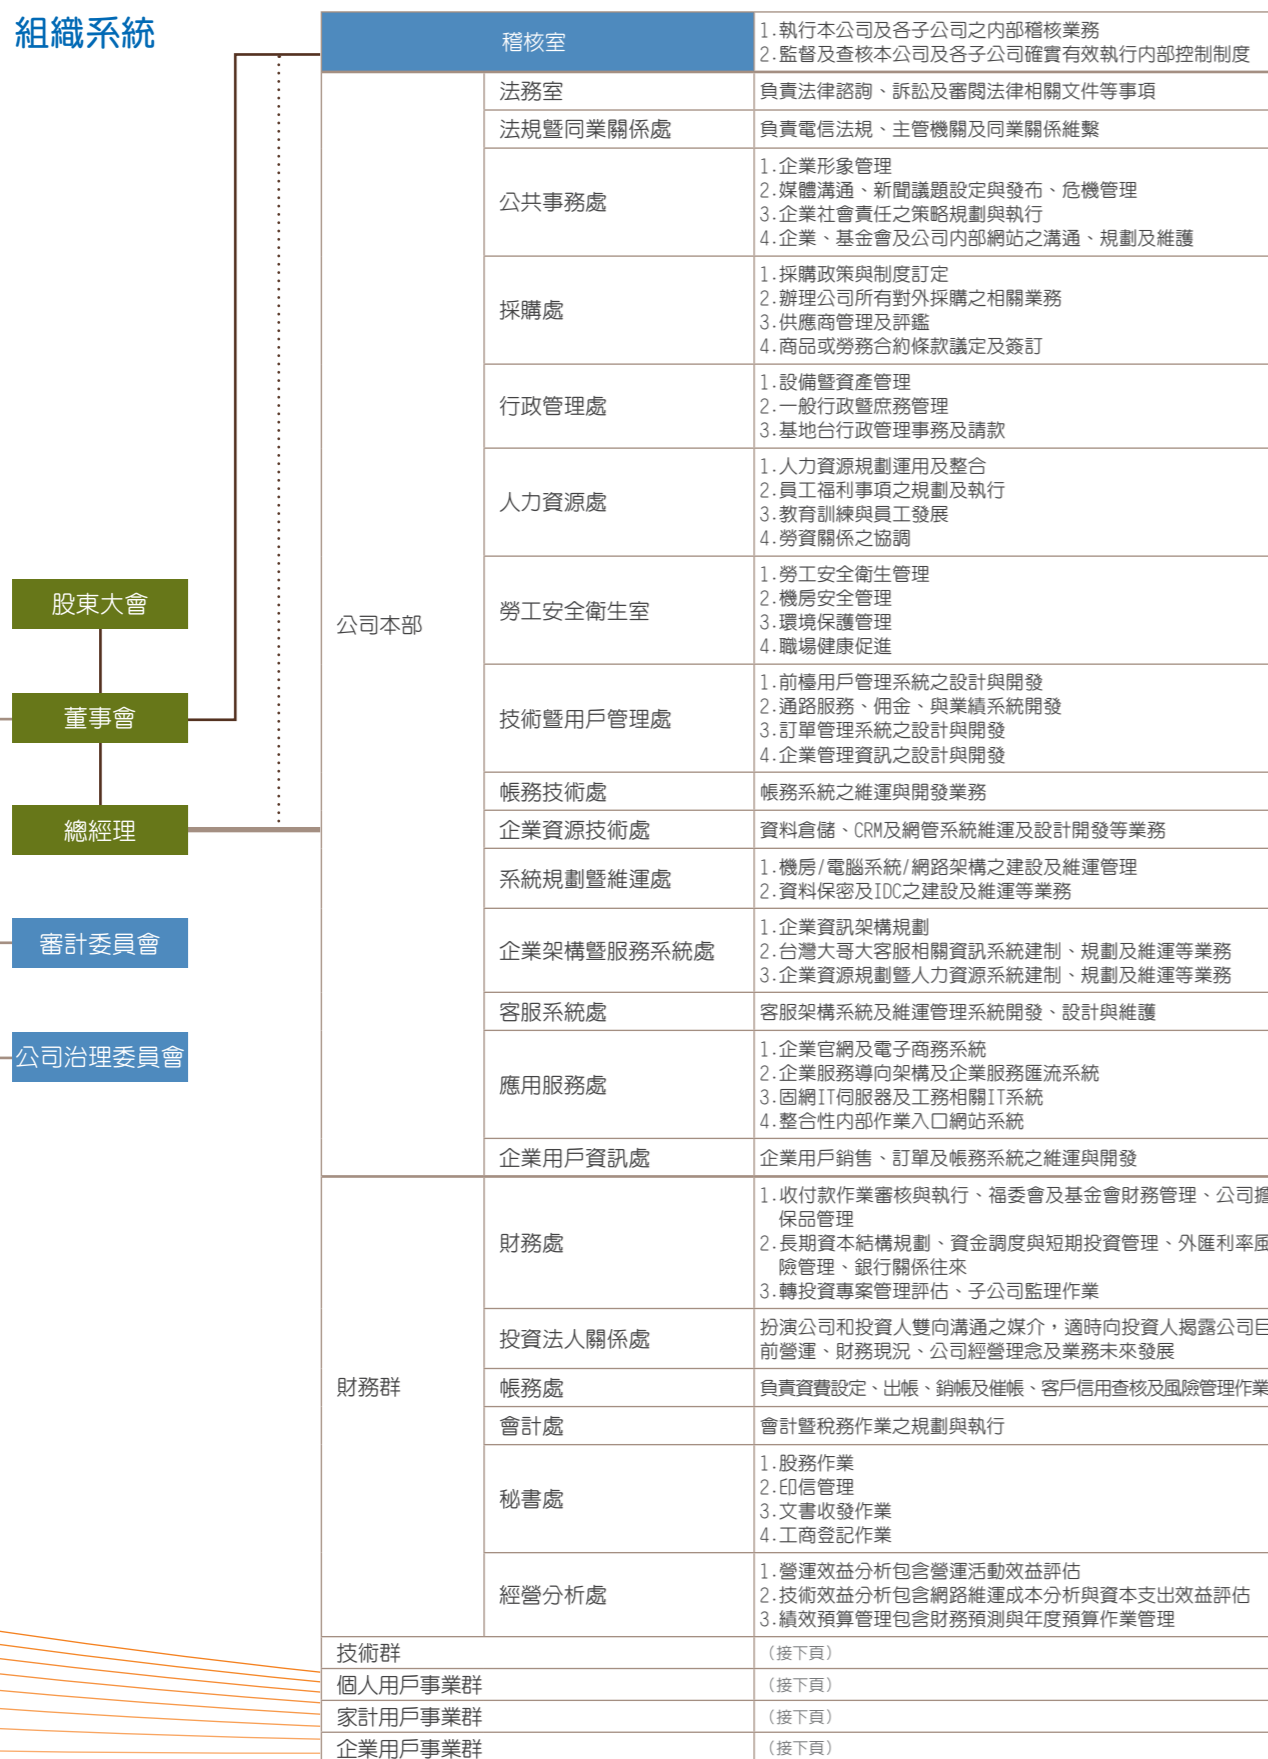 組織系統
稽核室
1.執行本公司及各子公司之內部稽核業務
2.監督及查核本公司及各子公司確實有效執行內部控制制度
股東大會
董事會
總經理
審計委員會
公司治理委員會
公司本部
法務室
負責法律諮詢、訴訟及審閱法律相關文件等事項
法規暨同業關係處
負責電信法規、主管機關及同業關係維繫
公共事務處
1.企業形象管理
2.媒體溝通、新聞議題設定與發布、危機管理
3.企業社會責任之策略規劃與執行
4.企業、基金會及公司內部網站之溝通、規劃及維護
採購處
1.採購政策與制度訂定
2.辦理公司所有對外採購之相關業務
3.供應商管理及評鑑
4.商品或勞務合約條款議定及簽訂
行政管理處
1.設備暨資產管理
2.一般行政暨庶務管理
3.基地台行政管理事務及請款
人力資源處
1.人力資源規劃運用及整合
2.員工福利事項之規劃及執行
3.教育訓練與員工發展
4.勞資關係之協調
勞工安全衛生室
1.勞工安全衛生管理
2.機房安全管理
3.環境保護管理
4.職場健康促進
技術暨用戶管理處
1.前檯用戶管理系統之設計與開發
2.通路服務、佣金、與業績系統開發
3.訂單管理系統之設計與開發
4.企業管理資訊之設計與開發
帳務技術處
帳務系統之維運與開發業務
企業資源技術處
資料倉儲、CRM及網管系統維運及設計開發等業務
系統規劃暨維運處
1.機房/電腦系統/網路架構之建設及維運管理
2.資料保密及IDC之建設及維運等業務
企業架構暨服務系統處
1.企業資訊架構規劃
2.台灣大哥大客服相關資訊系統建制、規劃及維運等業務
3.企業資源規劃暨人力資源系統建制、規劃及維運等業務
客服系統處
客服架構系統及維運管理系統開發、設計與維護
應用服務處
1.企業官網及電子商務系統
2.企業服務導向架構及企業服務匯流系統
3.固網IT伺服器及工務相關IT系統
4.整合性內部作業入口網站系統
企業用戶資訊處
企業用戶銷售、訂單及帳務系統之維運與開發
財務群
財務處
1.收付款作業審核與執行、福委會及基金會財務管理、公司擔
保品管理
2.長期資本結構規劃、資金調度與短期投資管理、外匯利率風
險管理、銀行關係往來
3.轉投資專案管理評估、子公司監理作業
投資法人關係處
扮演公司和投資人雙向溝通之媒介，適時向投資人揭露公司目
前營運、財務現況、公司經營理念及業務未來發展
帳務處
負責資費設定、出帳、銷帳及催帳、客戶信用查核及風險管理作業
會計處
會計暨稅務作業之規劃與執行
秘書處
1.股務作業
2.印信管理
3.文書收發作業
4.工商登記作業
經營分析處
1.營運效益分析包含營運活動效益評估
2.技術效益分析包含網路維運成本分析與資本支出效益評估
3.績效預算管理包含財務預測與年度預算作業管理
技術群
（接下頁）
個人用戶事業群
（接下頁）
家計用戶事業群
（接下頁）
企業用戶事業群
（接下頁）